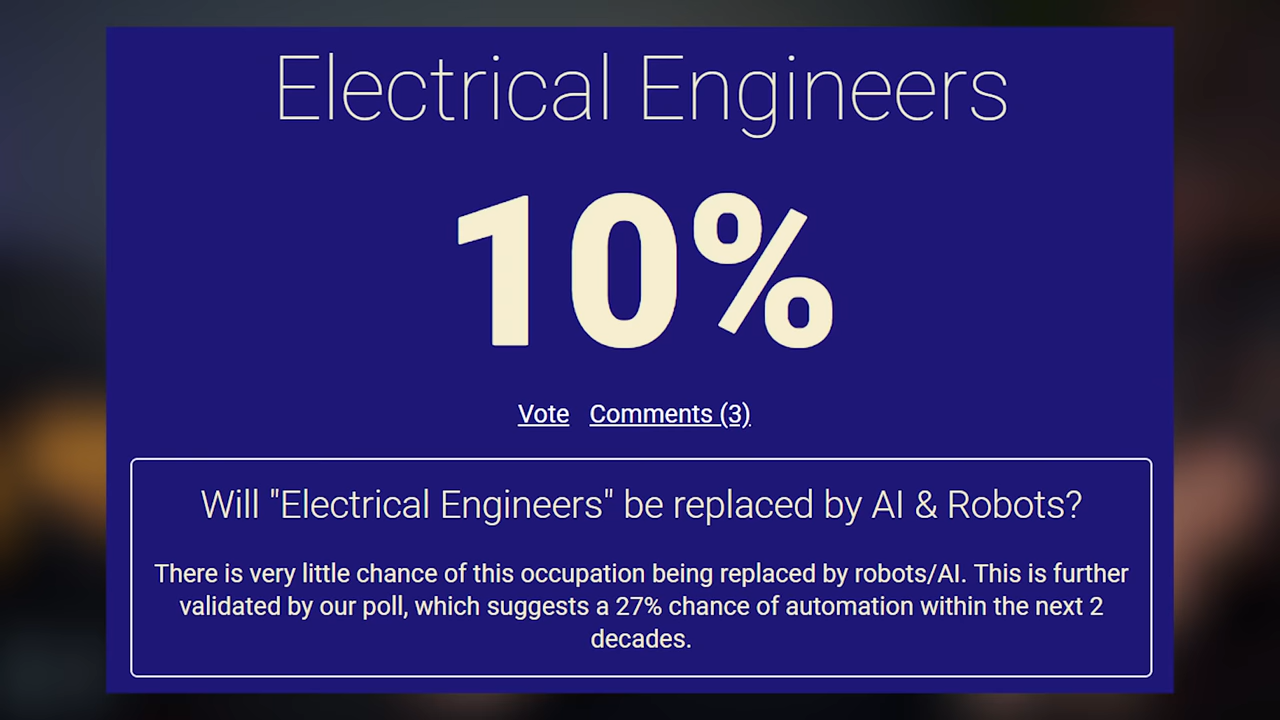 Electrical Engineers
10%
Vote Comments (3)
Will "Electrical Engineers" be replaced by AI & Robots?
There is very little chance of this occupation being replaced by robots/AI. This is further
validated by our poll, which suggests a 27% chance of automation within the next 2
decades.